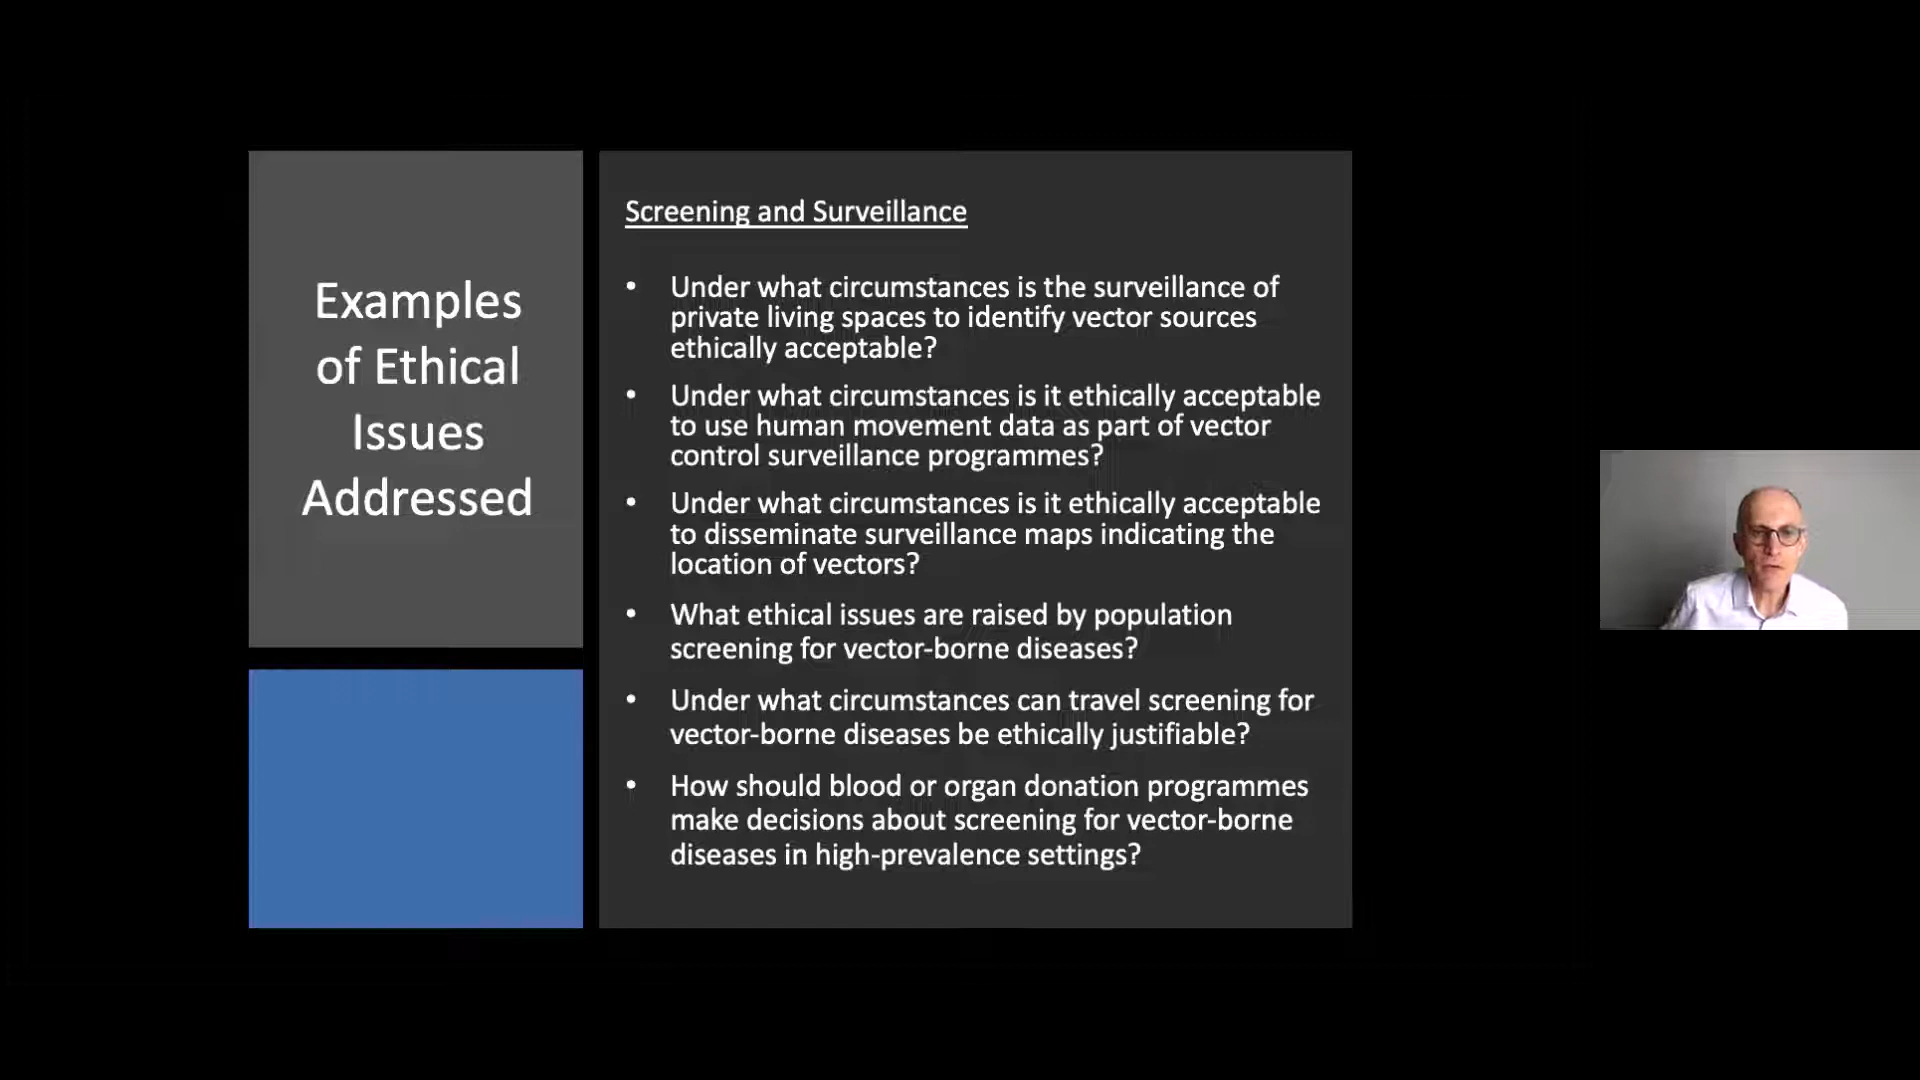 Examples
of Ethical
Issues
Addressed
Screening and Surveillance
• Under what circumstances is the surveillance of
private living spaces to identify vector sources
ethically acceptable?
• Under what circumstances is it ethically acceptable
to use human movement data as part of vector
control surveillance programmes?
• Under what circumstances is it ethically acceptable
to disseminate surveillance maps indicating the
location of vectors?
• What ethical issues are raised by population
screening for vector-borne diseases?
• Under what circumstances can travel screening for
vector-borne diseases be ethically justifiable?
• How should blood or organ donation programmes
make decisions about screening for vector-borne
diseases in high-prevalence settings?